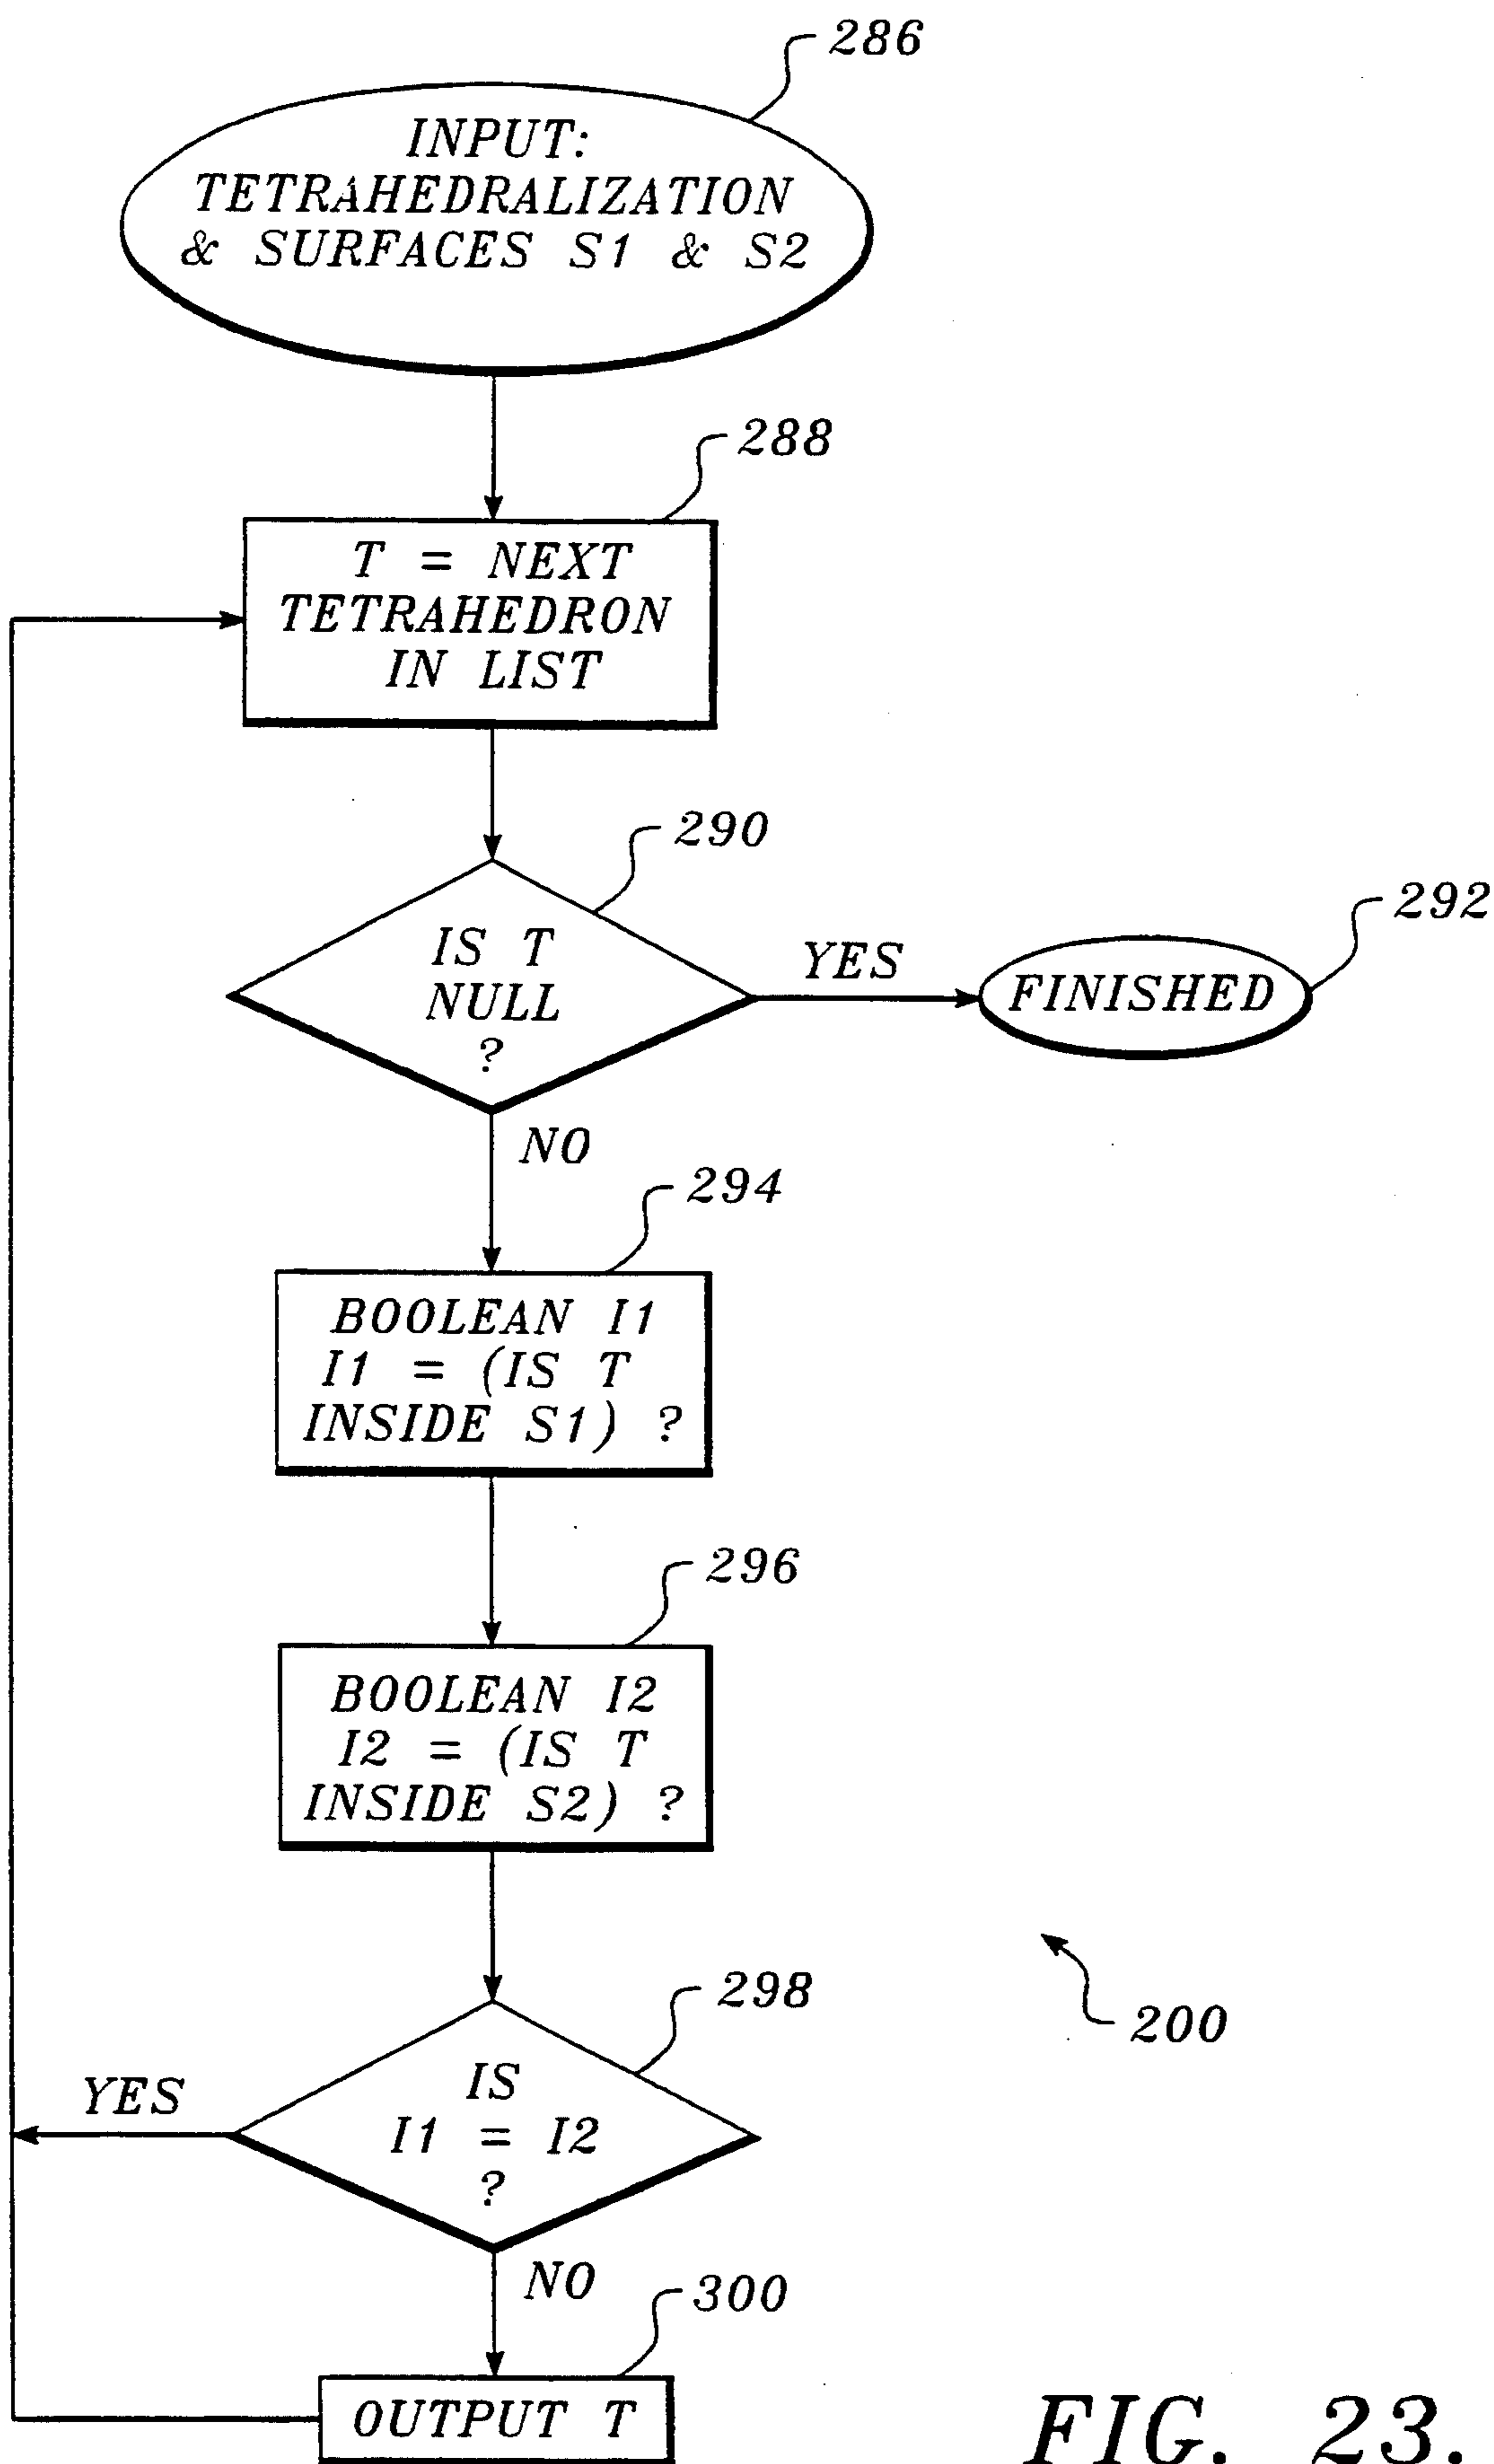 286
INPUT:
TETRAHEDRALIZATION
& SURFACES S1 & S2
288
T = NEXT
TETRAHEDRON
IN LIST
290
IS T
NULL
?
YES
292
FINISHED
NO
294
BOOLEAN I1
I1 = (IS T
INSIDE S1) ?
296
BOOLEAN I2
I2 = (IS T
INSIDE S2) ?
298
IS
I1 = I2
?
YES
200
NO
300
OUTPUT T
FIG. 23.